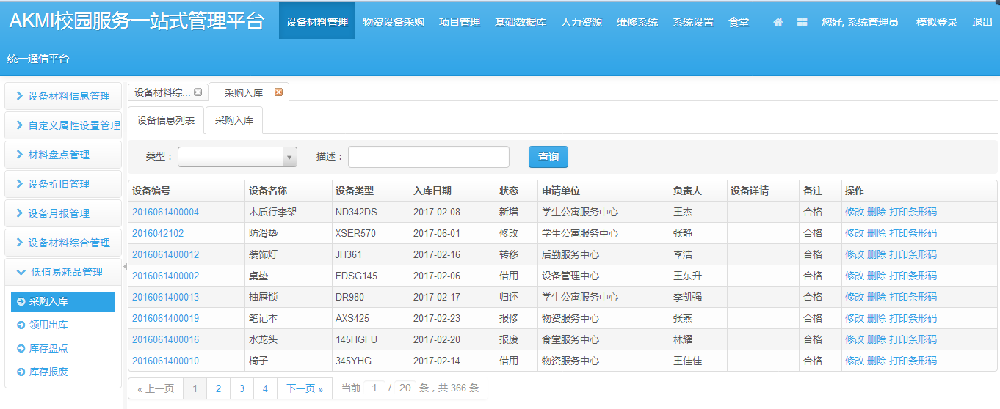 AKMI校园服务一站式管理平台 设备材料管理 物资设备采购 项目管理 基础数据库 人力资源 维修系统 系统设置 食堂 您好, 系统管理员 模拟登录 退出
统一通信平台
设备材料信息管理
自定义属性设置管理
材料盘点管理
设备折旧管理
设备月报管理
设备材料综合管理
低值易耗品管理
采购入库
领用出库
库存盘点
库存报废
设备材料综... 采购入库
设备信息列表 采购入库
类型： 描述： 查询
设备编号 设备名称 设备类型 入库日期 状态 申请单位 负责人 设备详情 备注 操作
2016061400004 木质行李架 ND342DS 2017-02-08 新增 学生公寓服务中心 王杰 合格 修改 删除 打印条形码
2016042102 防滑垫 XSER570 2017-06-01 修改 学生公寓服务中心 张静 合格 修改 删除 打印条形码
2016061400012 装饰灯 JH361 2017-02-16 转移 后勤服务中心 李浩 合格 修改 删除 打印条形码
2016061400002 桌垫 FDSG145 2017-02-06 借用 设备管理中心 王东升 合格 修改 删除 打印条形码
2016061400013 抽屉锁 DR980 2017-02-17 归还 学生公寓服务中心 李凯强 合格 修改 删除 打印条形码
2016061400019 笔记本 AXS425 2017-02-23 报修 物资服务中心 张燕 合格 修改 删除 打印条形码
2016061400016 水龙头 145HGFU 2017-02-20 报废 食堂服务中心 林耀 合格 修改 删除 打印条形码
2016061400010 椅子 345YHG 2017-02-14 借用 物资服务中心 王佳佳 合格 修改 删除 打印条形码
« 上一页 1 2 3 4 下一页 » 当前 1 / 20 条，共 366 条